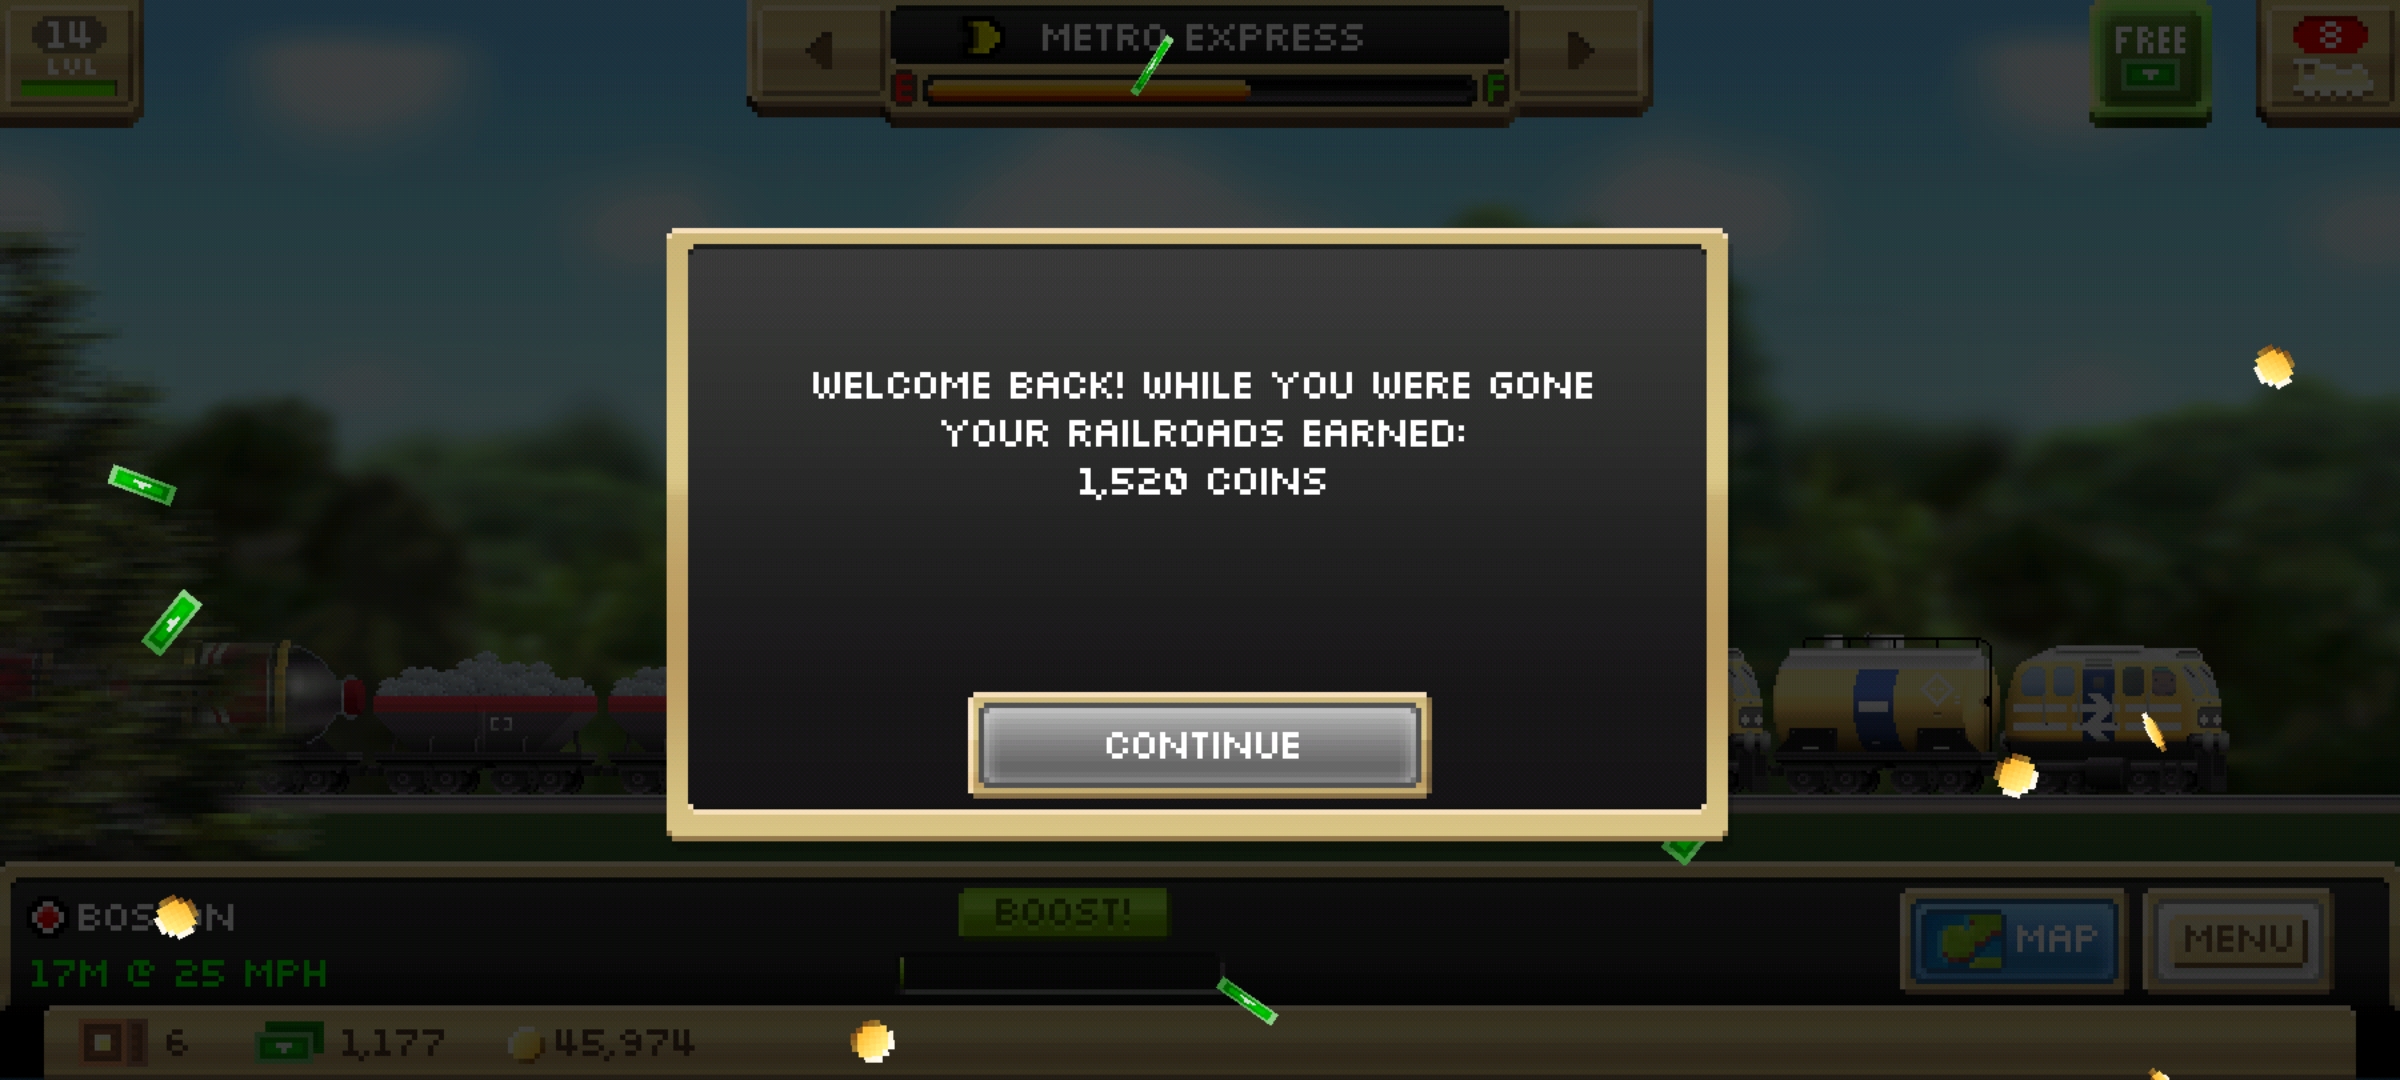 14
LVL
METRO EXPRESS
E
F
FREE
8
WELCOME BACK! WHILE YOU WERE GONE
YOUR RAILROADS EARNED:
1,520 COINS
CONTINUE
BOOST!
MAP
MENU
17M @ 25 MPH
6
1,177
45,974